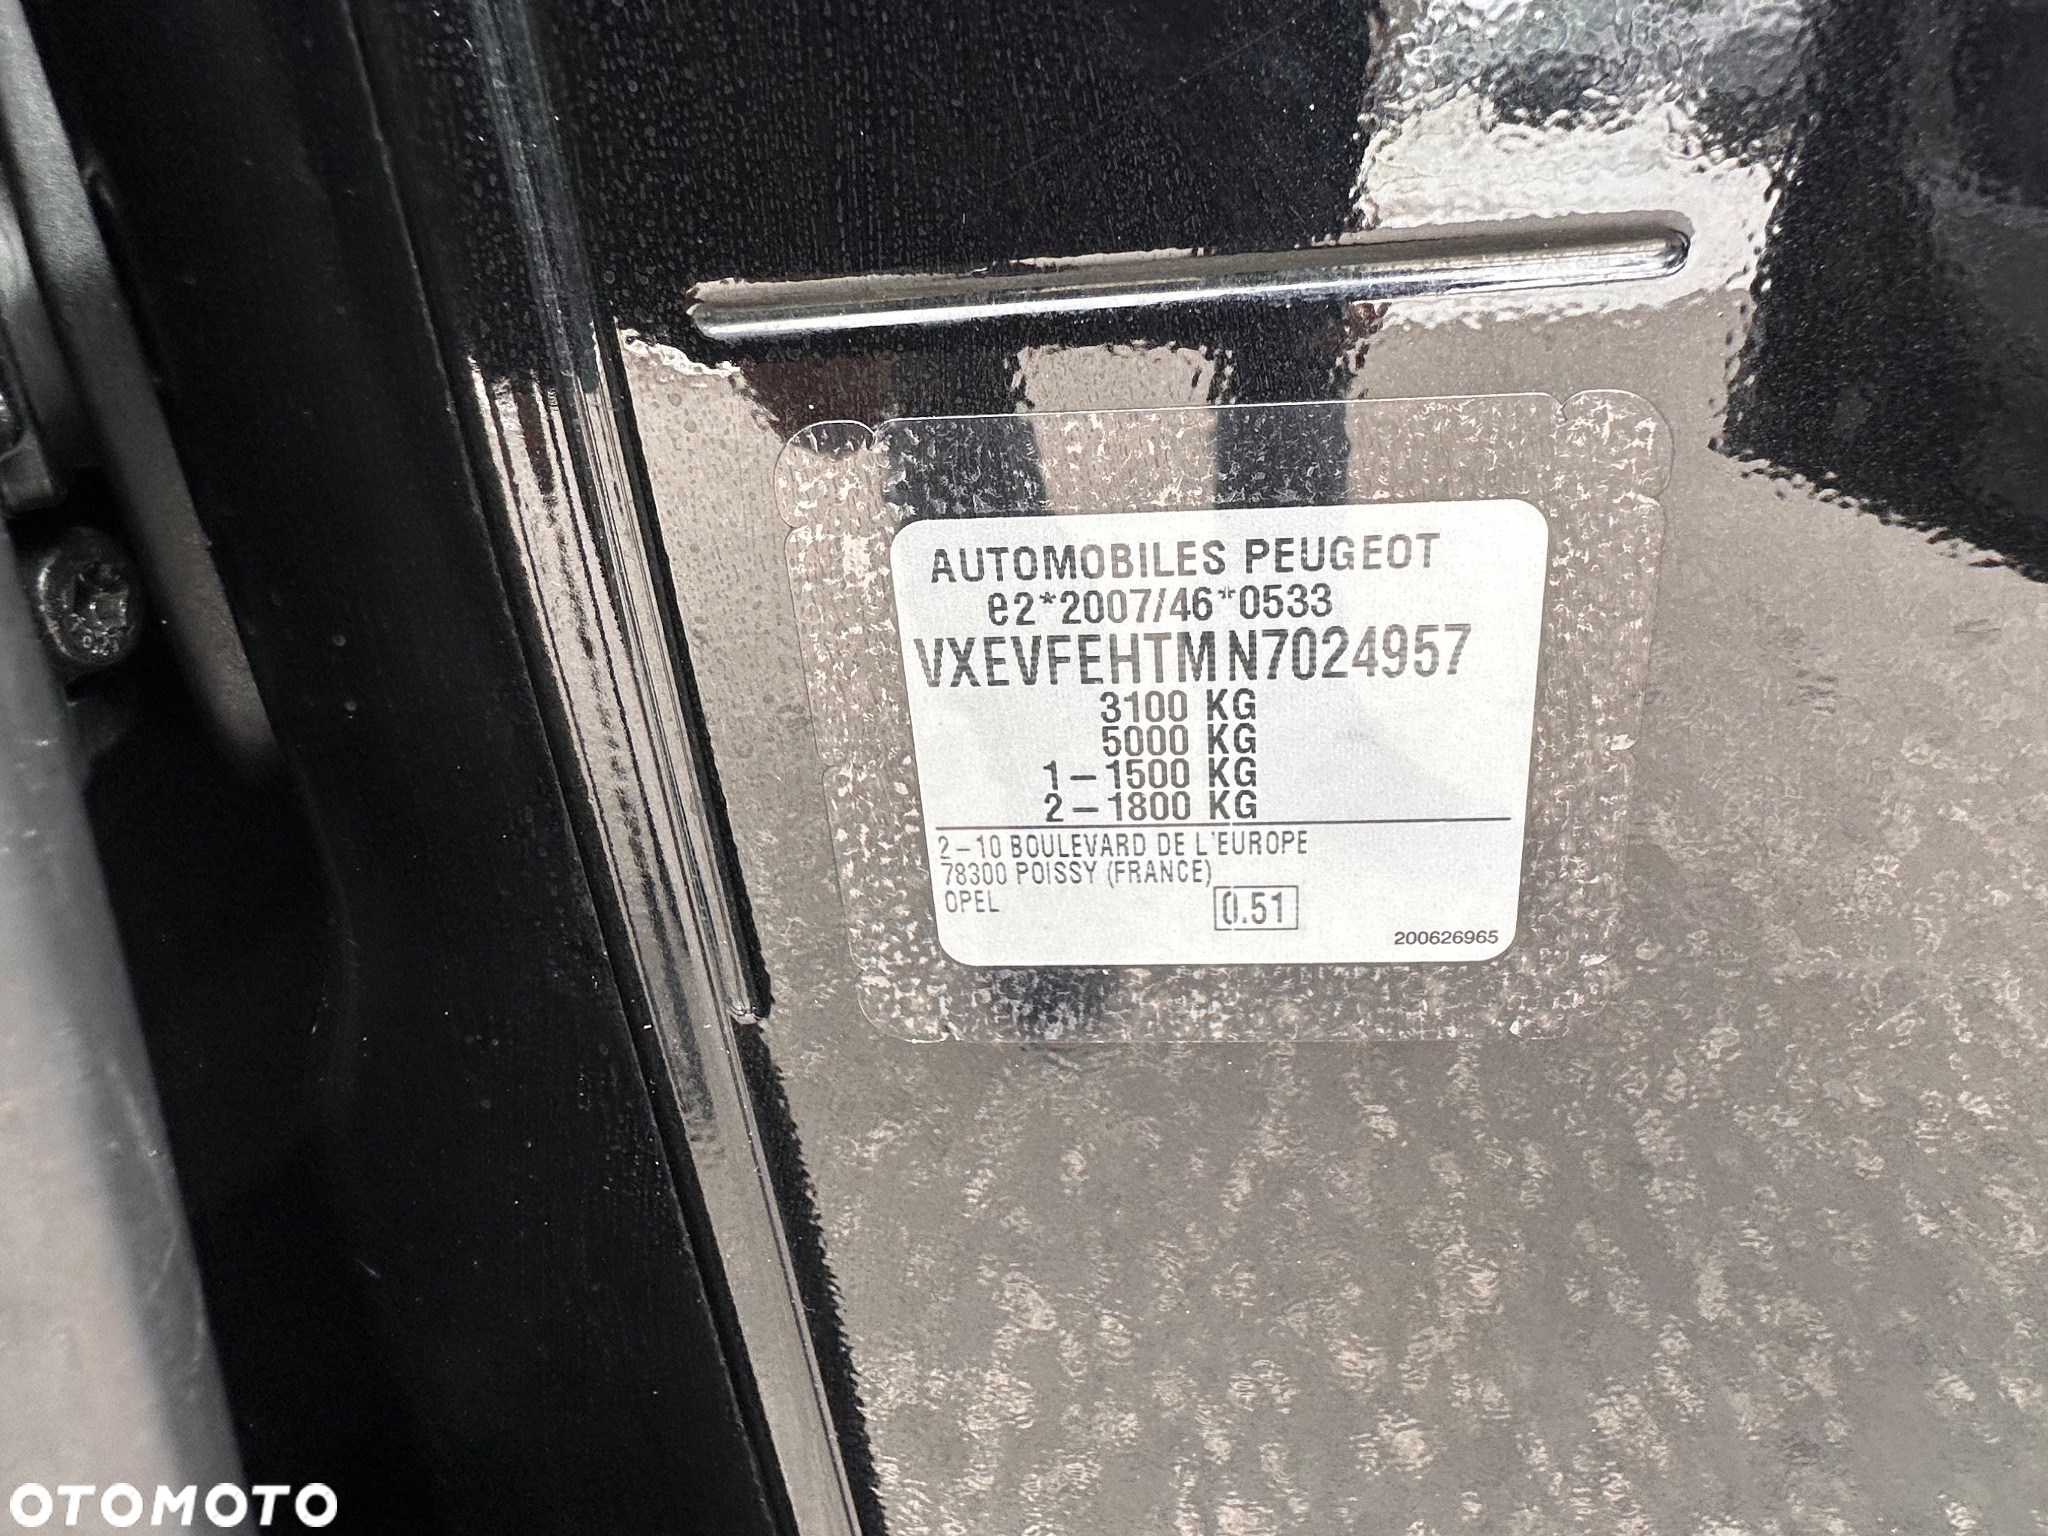 AUTOMOBILES PEUGEOT
e2*2007/46*0533
VXEVFEHTMN7024957
3100 KG
5000 KG
1-1500 KG
2-1800 KG
2-10 BOULEVARD DE L'EUROPE
78300 POISSY (FRANCE)
OPEL
0.51
200626965
OTOMOTO